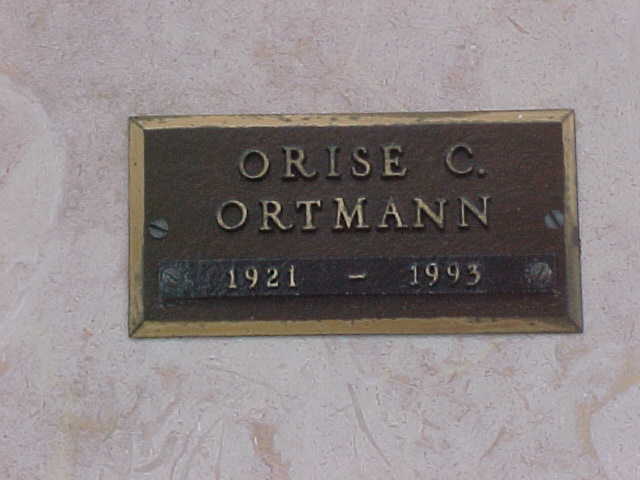 ORISE C.
ORTMANN
1921 – 1993